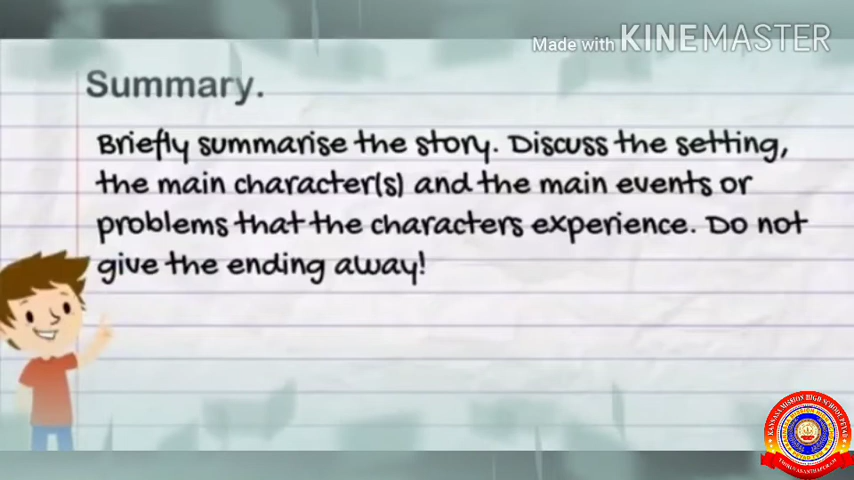 Made with KINEMASTER
Summary.
Briefly summarise the story. Discuss the setting,
the main character(s) and the main events or
problems that the characters experience. Do not
give the ending away!